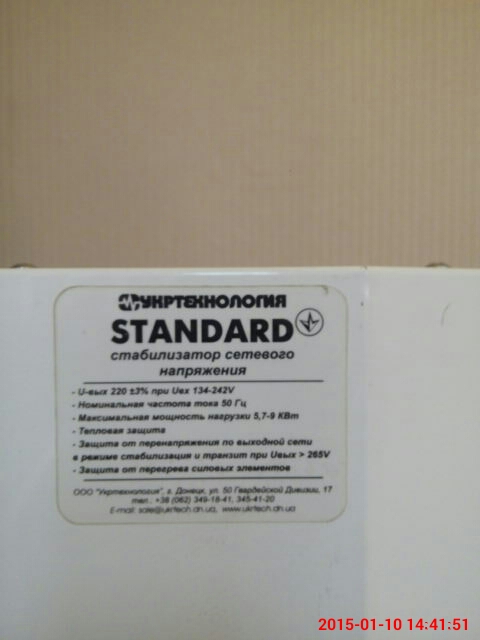 УКРТЕХНОЛОГИЯ
STANDARD
стабилизатор сетевого
напряжения
- U-вых 220 ±3% при Uвх 134-242V
- Номинальная частота тока 50 Гц
- Максимальная мощность нагрузки 5,7-9 КВт
- Тепловая защита
- Защита от перенапряжения по выходной сети
в режиме стабилизация и транзит при Uвых > 265V
- Защита от перегрева силовых элементов
ООО "Укртехнология", г. Донецк, ул. 50 Гвардейской Дивизии, 17
тел.. +38 (062) 349-18-41, 345-41-20
E-mail: sale@ukrtech.dn.ua, www.ukrtech.dn.ua
2015-01-10 14:41:51